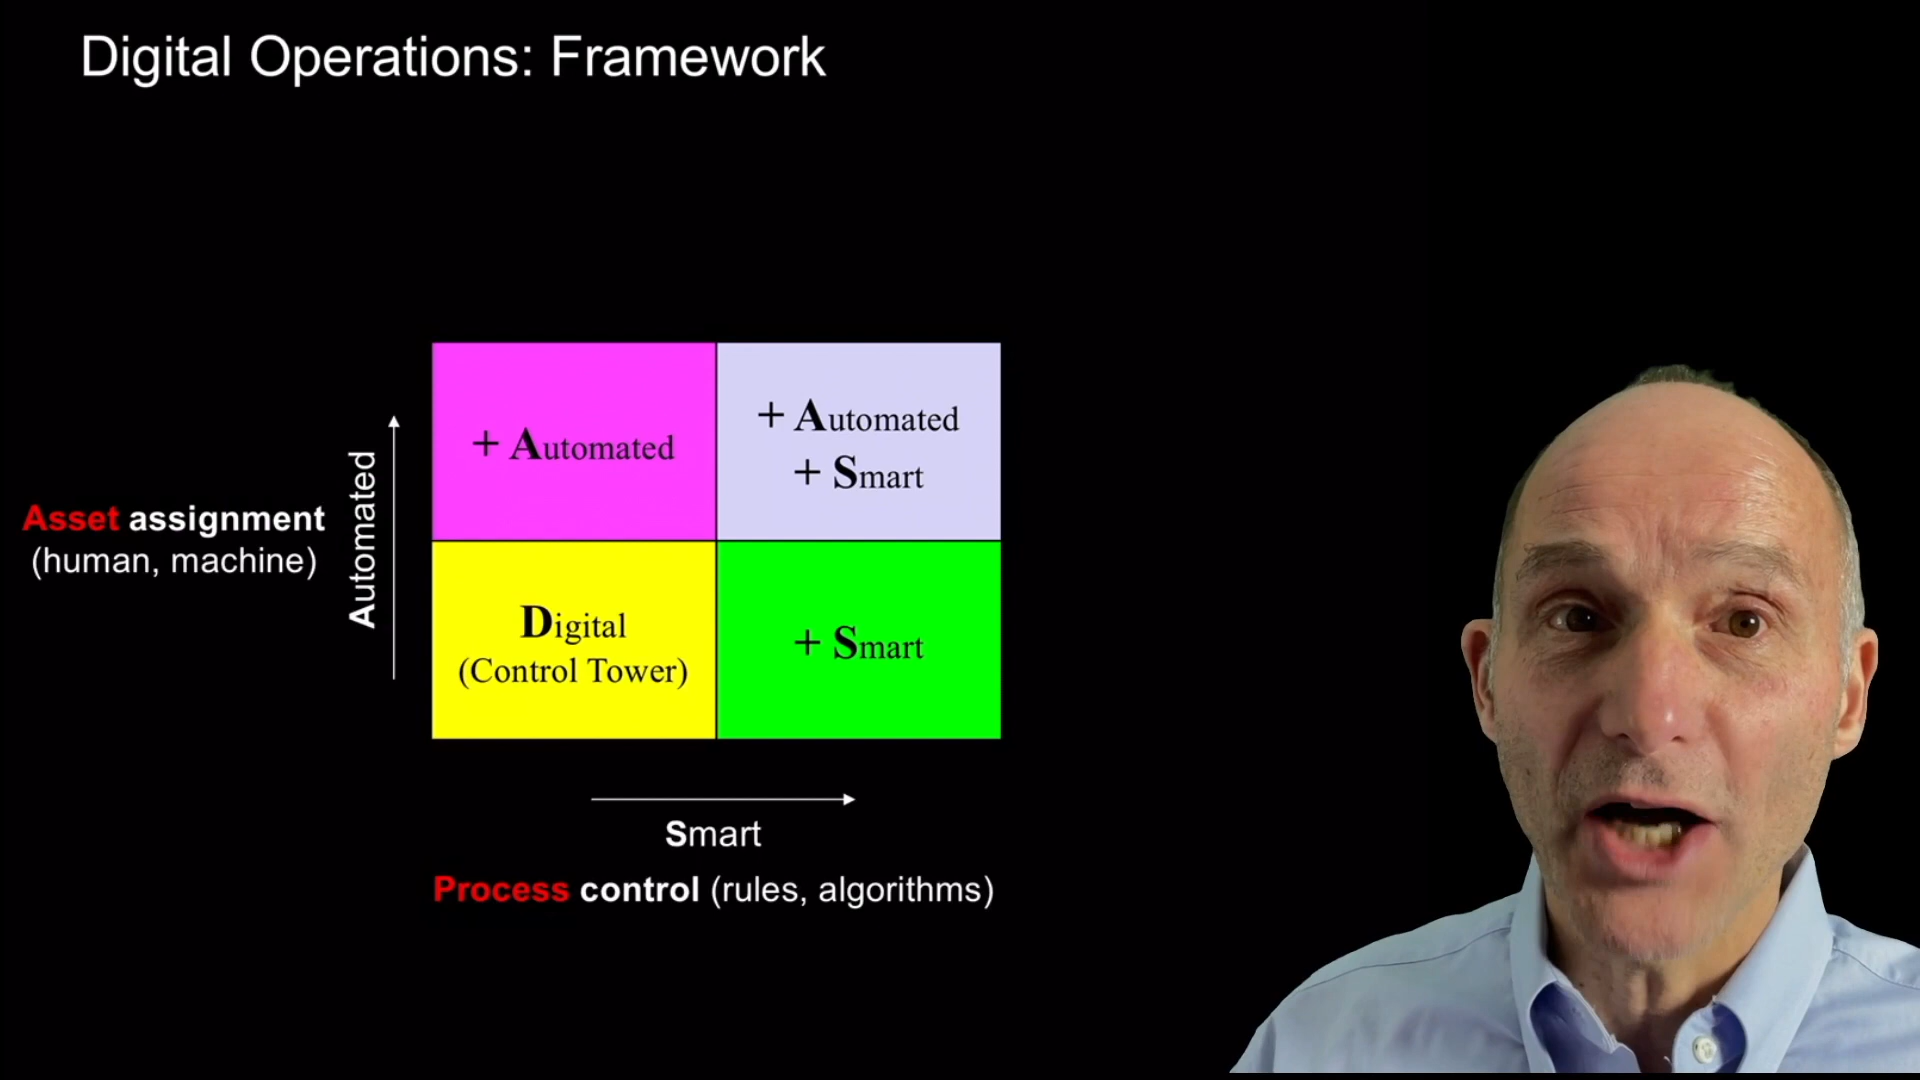 Digital Operations: Framework
+ Automated
+ Automated
+ Smart
Asset assignment
(human, machine)
Automated
Digital
(Control Tower)
+ Smart
Smart
Process control (rules, algorithms)